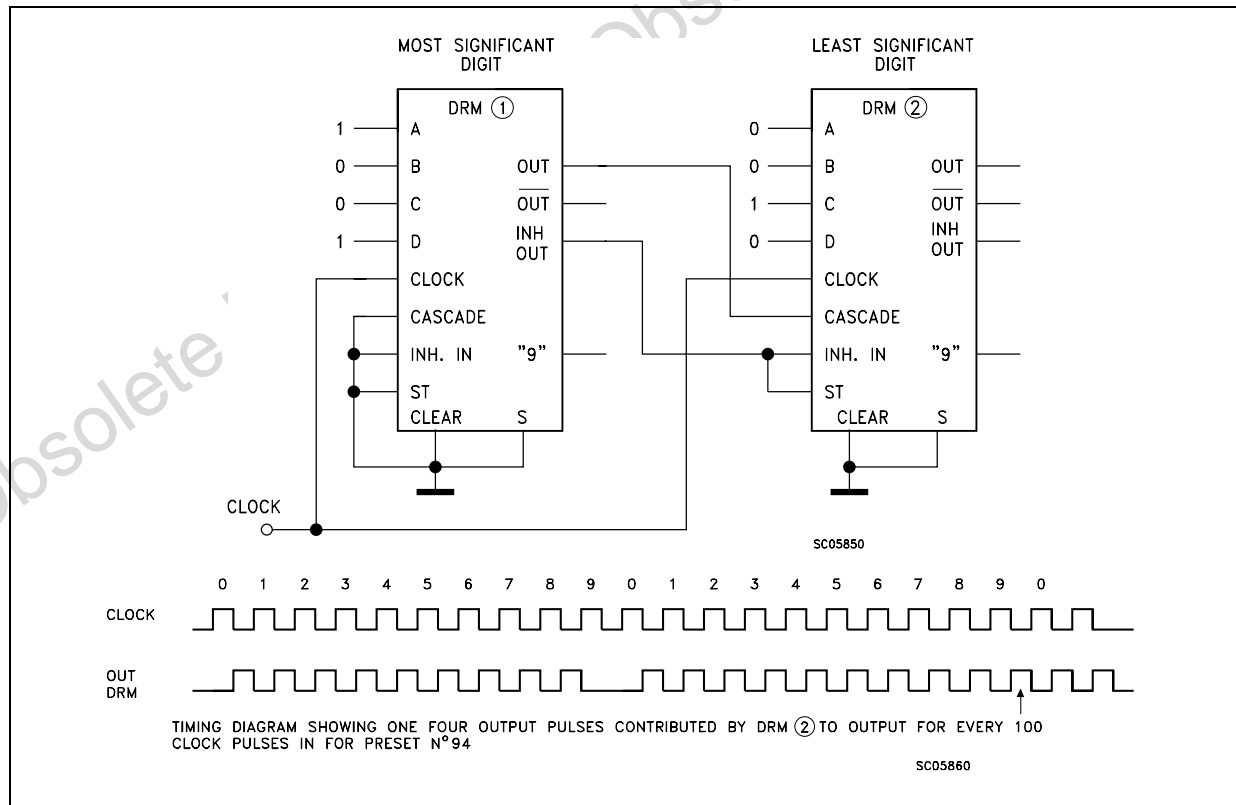 MOST SIGNIFICANT
DIGIT
LEAST SIGNIFICANT
DIGIT
DRM ①
1 A
0 B OUT
0 C OUT
1 D INH
OUT
CLOCK
CASCADE
INH. IN "9"
ST
CLEAR S
DRM ②
0 A
0 B OUT
1 C OUT
0 D INH
OUT
CLOCK
CASCADE
INH. IN "9"
ST
CLEAR S
CLOCK
SC05850
0 1 2 3 4 5 6 7 8 9 0 1 2 3 4 5 6 7 8 9 0
CLOCK
OUT
DRM
TIMING DIAGRAM SHOWING ONE FOUR OUTPUT PULSES CONTRIBUTED BY DRM ② TO OUTPUT FOR EVERY 100
CLOCK PULSES IN FOR PRESET N°94
SC05860
Obsolete
Obso